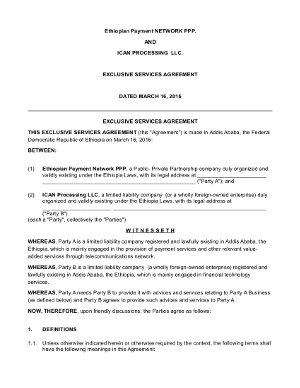 Ethiopian Payment NETWORK PPP.
AND
ICAN PROCESSING LLC.
EXCLUSIVE SERVICES AGREEMENT
DATED MARCH 16, 2016
EXCLUSIVE SERVICES AGREEMENT
THIS EXCLUSIVE SERVICES AGREEMENT (this "Agreement") is made in Addis Ababa, the Federal
Democratic Republic of Ethiopia on March 16, 2016:
BETWEEN:
(1) Ethiopian Payment Network PPP, a Public- Private Partnership company duly organized and
validly existing under the Ethiopia Laws, with its legal address at
("Party A"); and
(2) ICAN Processing LLC, a limited liability company (or a wholly foreign-owned enterprise) duly
organized and validly existing under the Ethiopia Laws, with its legal address at
("Party B")
(each a "Party", collectively the "Parties")
W I T N E S S E T H
WHEREAS, Party A is a limited liability company registered and lawfully existing in Addis Ababa, the
Ethiopia, which is mainly engaged in the provision of payment services and other relevant value-
added services through telecommunications network.
WHEREAS, Party B is a limited liability company (a wholly foreign-owned enterprise) registered and
lawfully existing in Addis Ababa, the Ethiopia, which is mainly engaged in financial technology
services.
WHEREAS, Party A needs Party B to provide it with advices and services relating to Party A Business
(as defined below) and Party B agrees to provide such advices and services to Party A.
NOW, THEREFORE, upon friendly discussions, the Parties agree as follows:
1. DEFINITIONS
1.1. Unless otherwise indicated herein or otherwise required by the context, the following terms shall
have the following meanings in this Agreement: